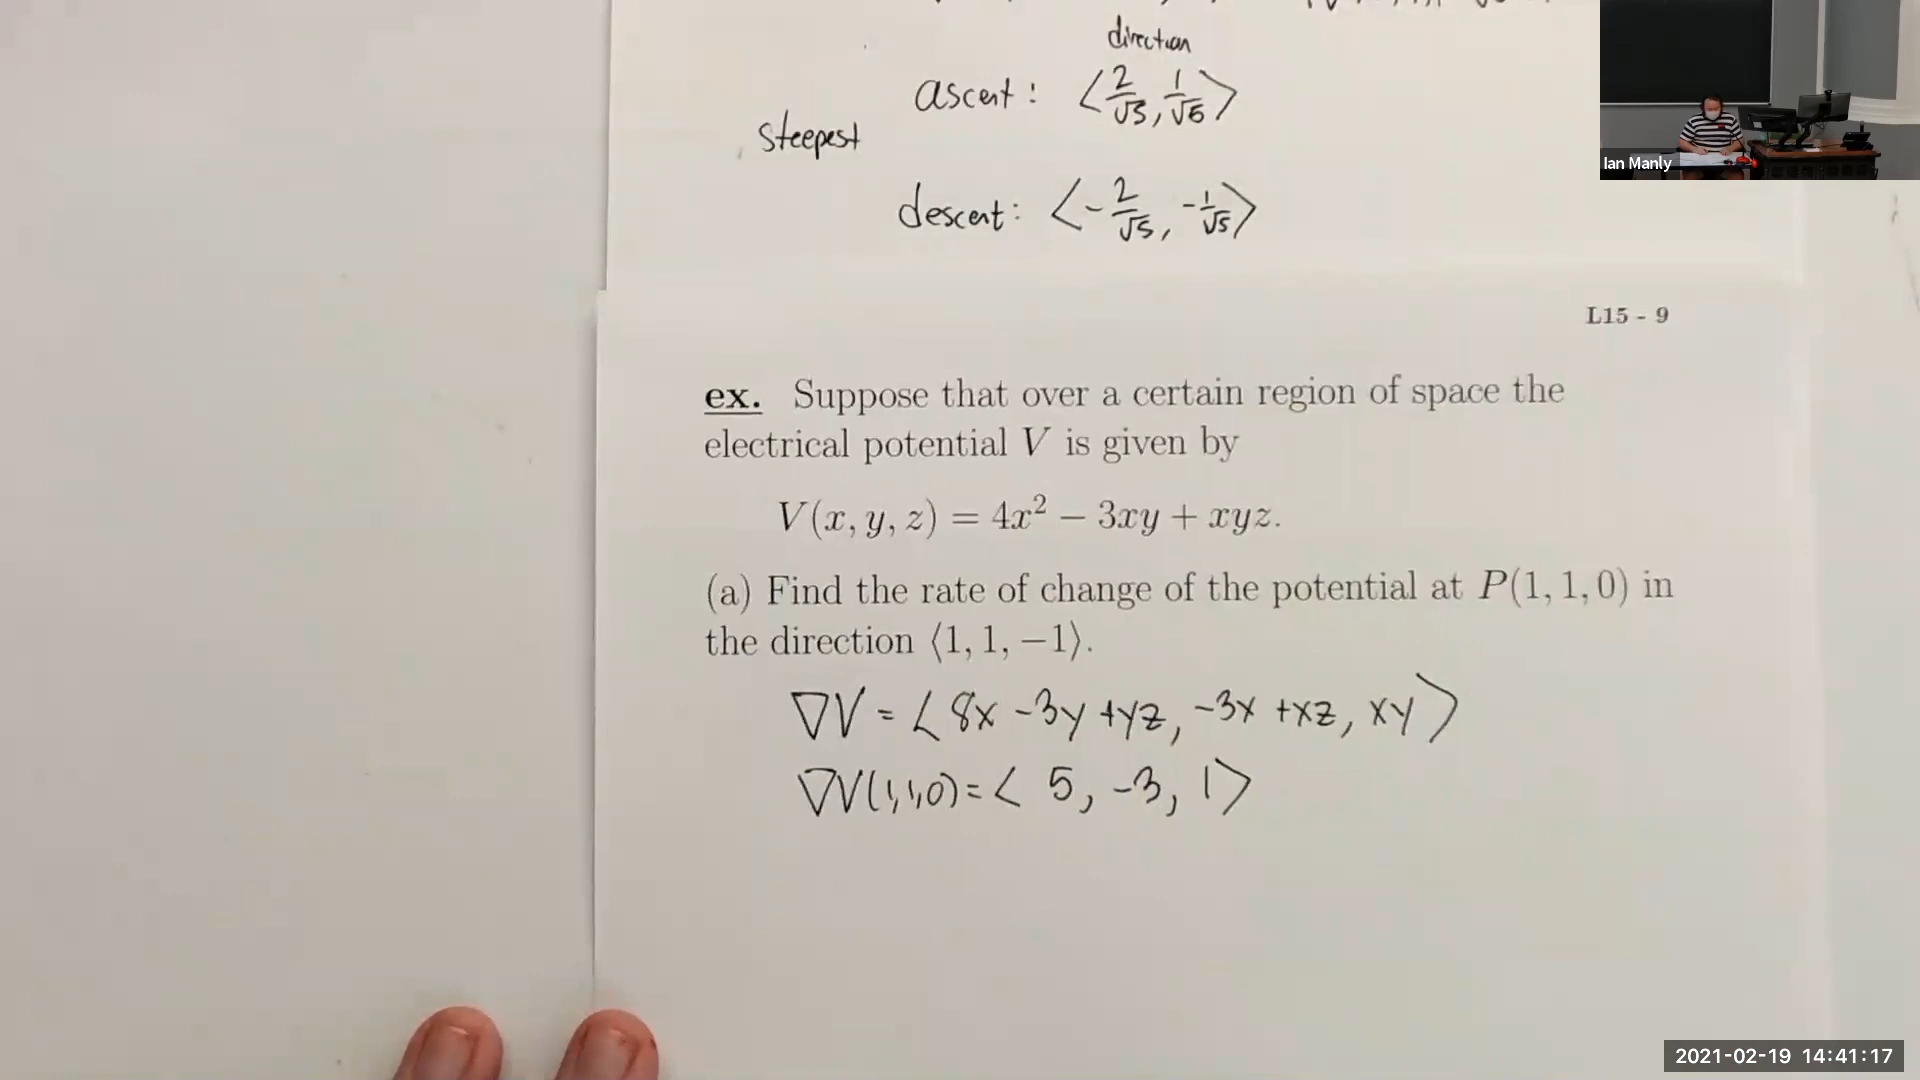 direction
ascent: ⟨2/√5, 1/√5⟩
steepest
descent: ⟨-2/√5, -1/√5⟩
Ian Manly
L15 - 9
ex. Suppose that over a certain region of space the
electrical potential V is given by
V(x, y, z) = 4x² − 3xy + xyz.
(a) Find the rate of change of the potential at P(1, 1, 0) in
the direction ⟨1, 1, −1⟩.
∇V = ⟨8x -3y +yz, -3x +xz, xy⟩
∇V(1,1,0) = ⟨5, -3, 1⟩
2021-02-19 14:41:17